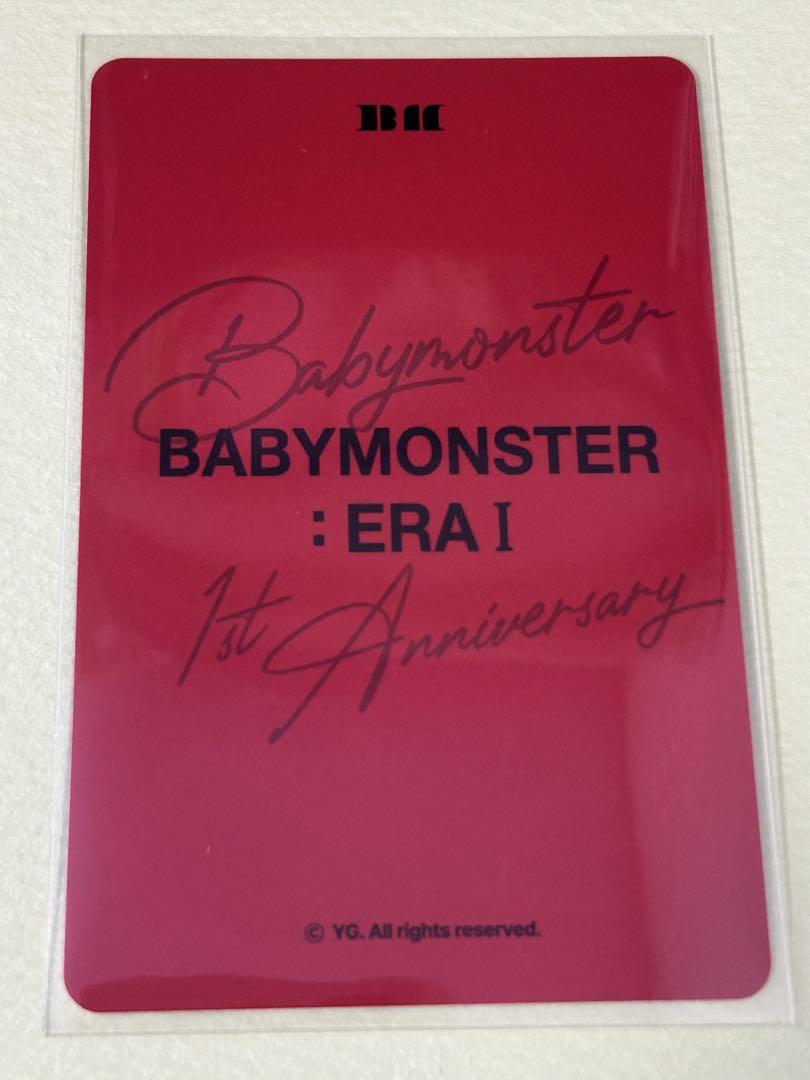 BM
Babymonster
BABYMONSTER
: ERA I
1st Anniversary
© YG. All rights reserved.